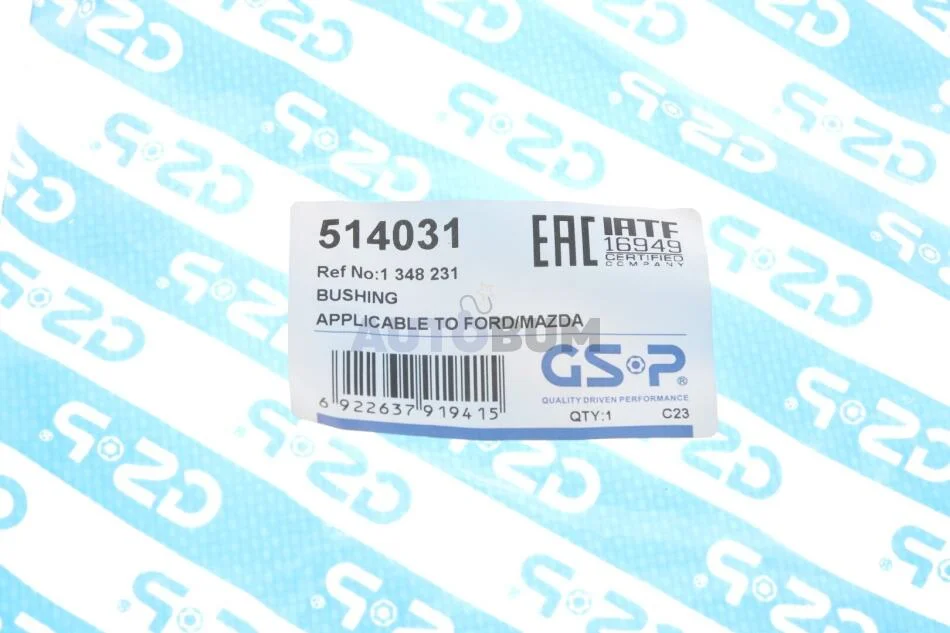 514031
EAC
IATF
16949
CERTIFIED
COMPANY
Ref No:1 348 231
BUSHING
APPLICABLE TO FORD/MAZDA
AUTOBOM
GSP®
QUALITY DRIVEN PERFORMANCE
6 922637 919415
QTY:1 C23